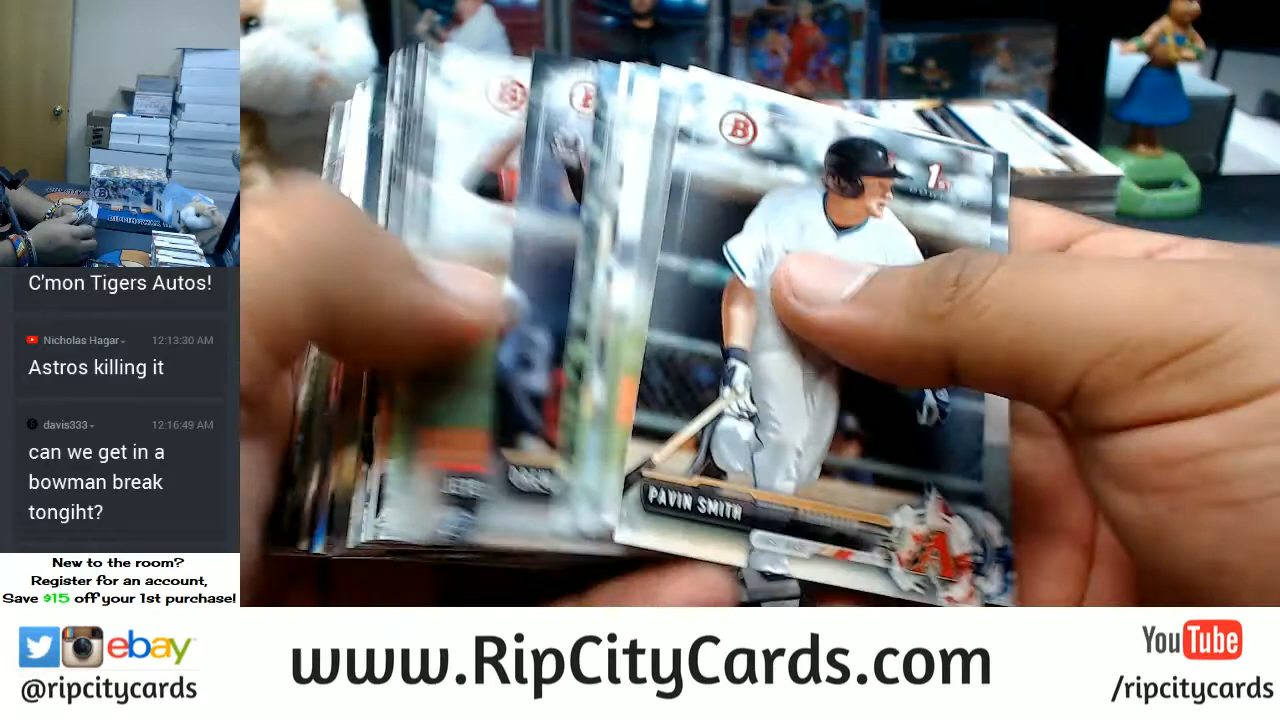 C'mon Tigers Autos!
Nicholas Hagar
12:13:30 AM
Astros killing it
davis333
12:16:49 AM
can we get in a
bowman break
tongiht?
New to the room?
Register for an account,
Save $15 off your 1st purchase!
B
1ST
PAVIN SMITH
A
ebay
@ripcitycards
www.RipCityCards.com
YouTube
/ripcitycards